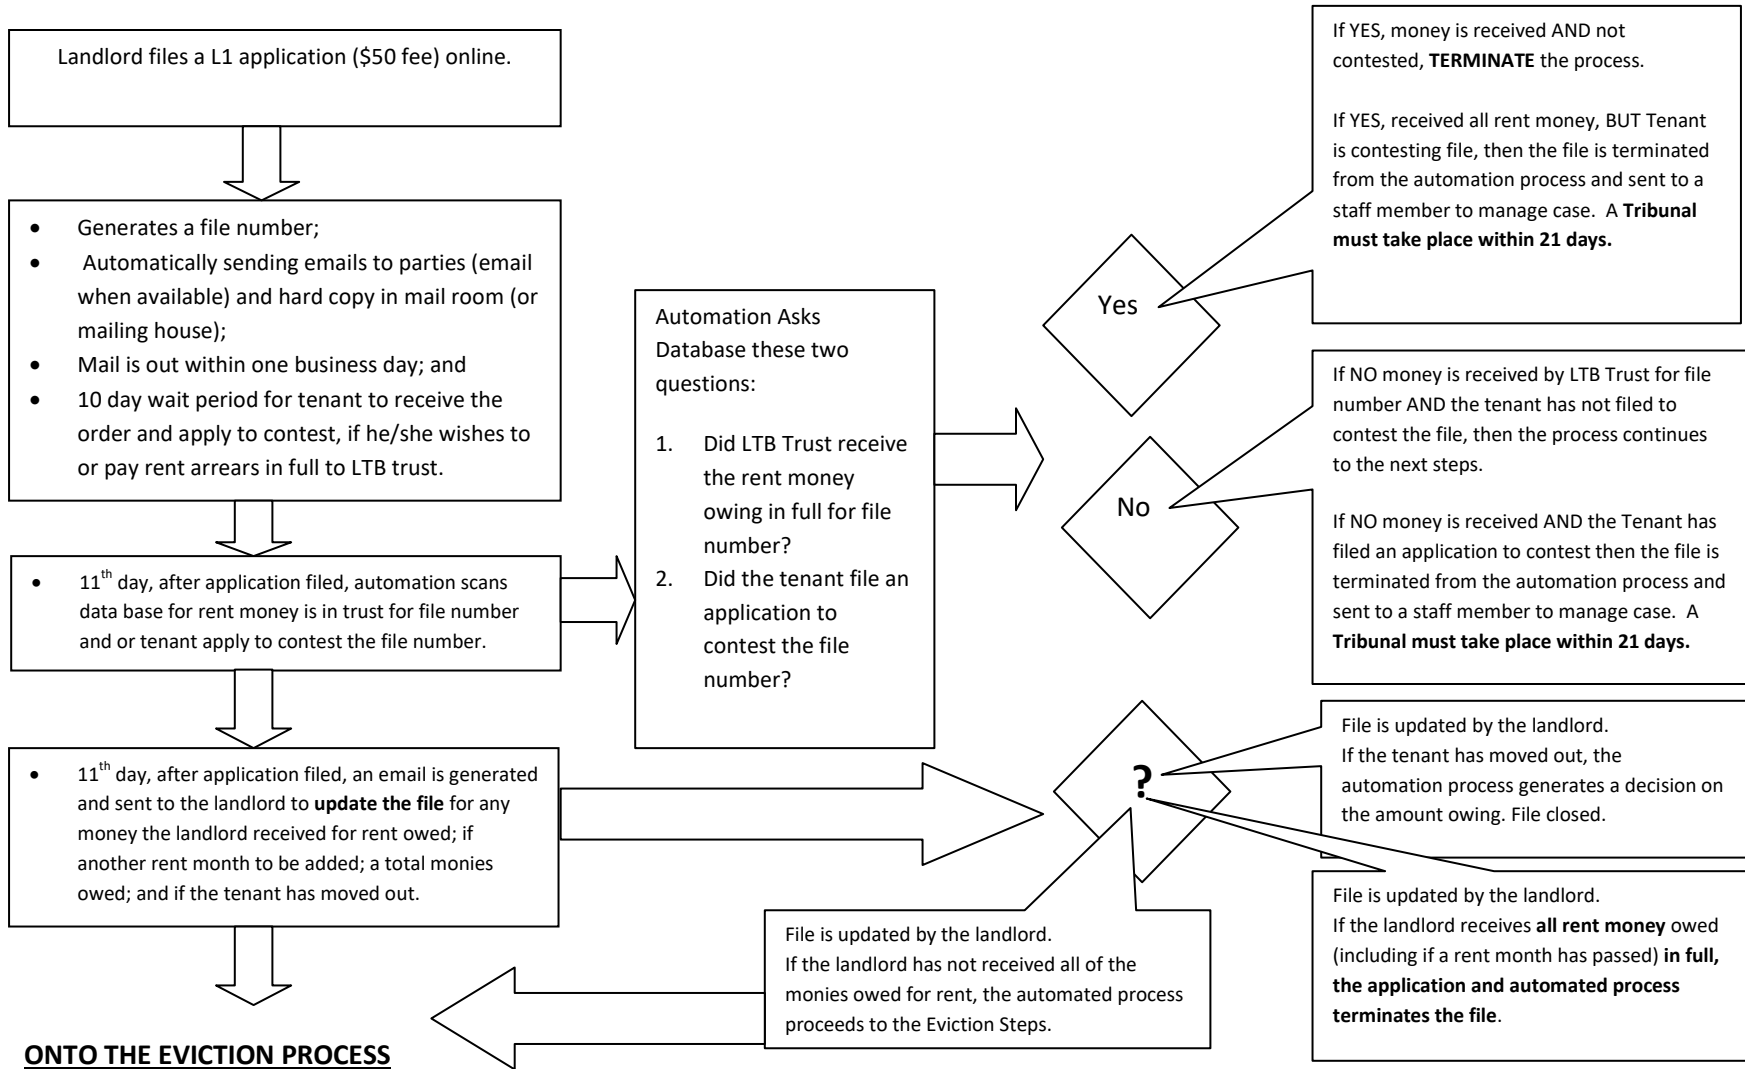 Landlord files a L1 application ($50 fee) online.
• Generates a file number;
• Automatically sending emails to parties (email
when available) and hard copy in mail room (or
mailing house);
• Mail is out within one business day; and
• 10 day wait period for tenant to receive the
order and apply to contest, if he/she wishes to
or pay rent arrears in full to LTB trust.
• 11th day, after application filed, automation scans
data base for rent money is in trust for file number
and or tenant apply to contest the file number.
• 11th day, after application filed, an email is generated
and sent to the landlord to update the file for any
money the landlord received for rent owed; if
another rent month to be added; a total monies
owed; and if the tenant has moved out.
ONTO THE EVICTION PROCESS
Automation Asks
Database these two
questions:
1. Did LTB Trust receive
the rent money
owing in full for file
number?
2. Did the tenant file an
application to
contest the file
number?
Yes
If YES, money is received AND not
contested, TERMINATE the process.
If YES, received all rent money, BUT Tenant
is contesting file, then the file is terminated
from the automation process and sent to a
staff member to manage case. A Tribunal
must take place within 21 days.
No
If NO money is received by LTB Trust for file
number AND the tenant has not filed to
contest the file, then the process continues
to the next steps.
If NO money is received AND the Tenant has
filed an application to contest then the file is
terminated from the automation process and
sent to a staff member to manage case. A
Tribunal must take place within 21 days.
?
File is updated by the landlord.
If the tenant has moved out, the
automation process generates a decision on
the amount owing. File closed.
File is updated by the landlord.
If the landlord receives all rent money owed
(including if a rent month has passed) in full,
the application and automated process
terminates the file.
File is updated by the landlord.
If the landlord has not received all of the
monies owed for rent, the automated process
proceeds to the Eviction Steps.